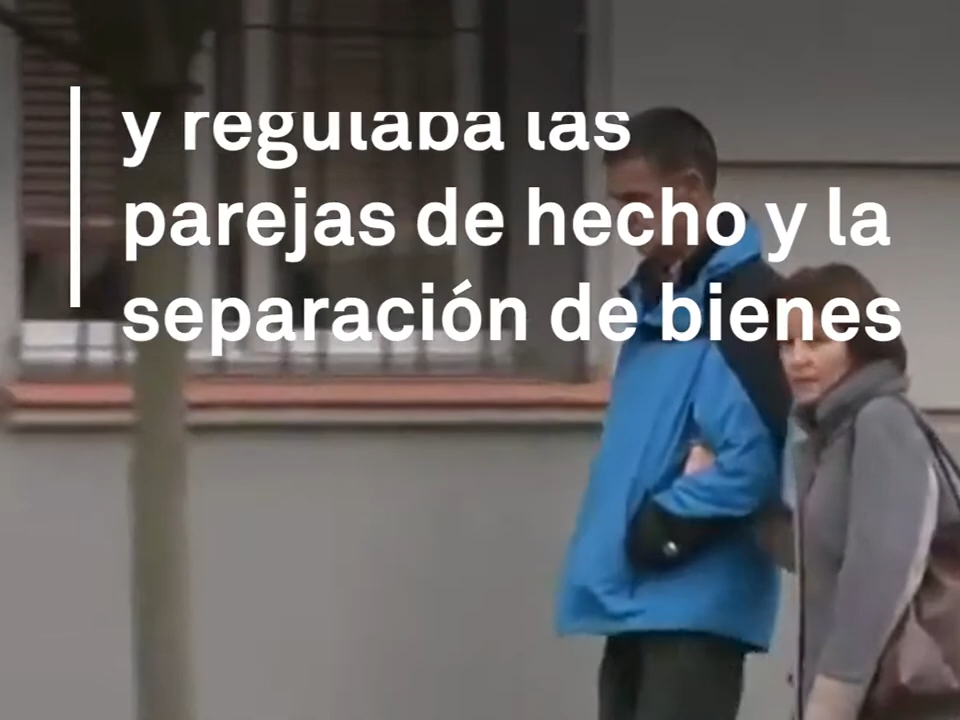 y regulaba las
parejas de hecho y la
separación de bienes